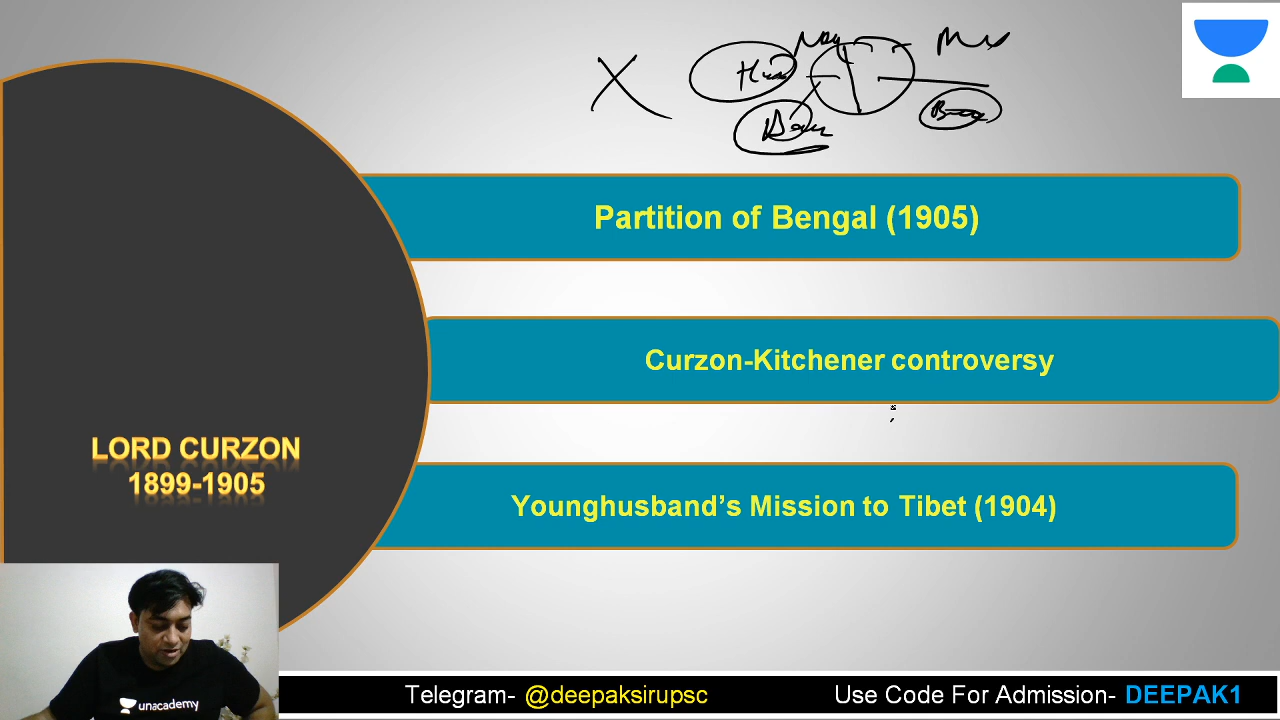 Partition of Bengal (1905)
Curzon-Kitchener controversy
LORD CURZON
1899-1905
Younghusband's Mission to Tibet (1904)
unacademy
Telegram- @deepaksirupsc
Use Code For Admission- DEEPAK1